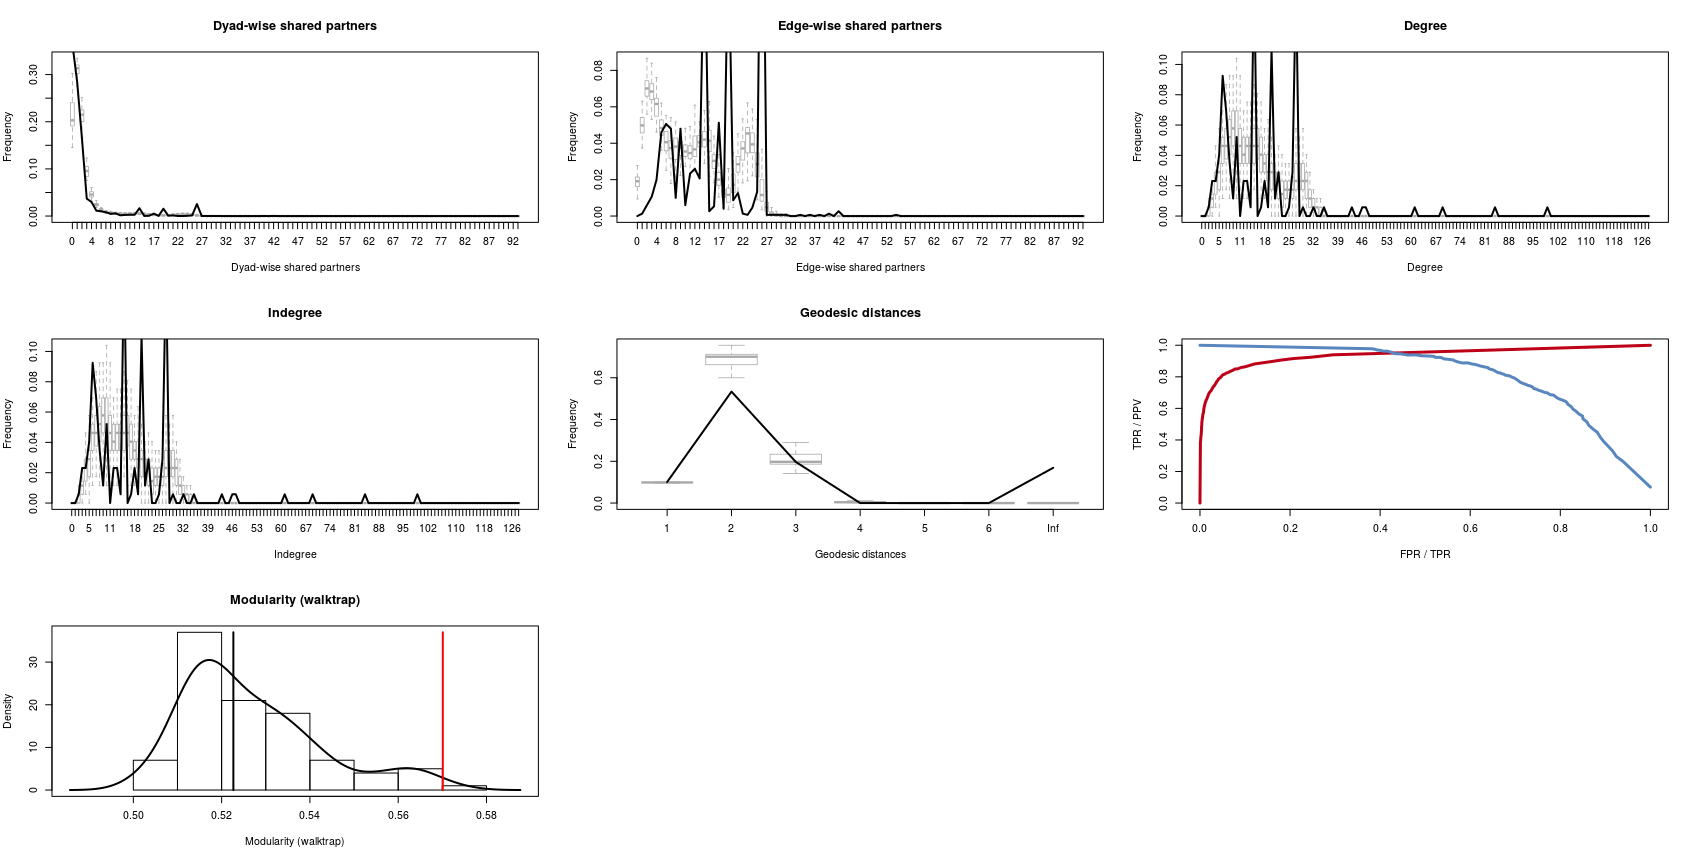 Dyad-wise shared partners
Frequency
0.00 0.10 0.20 0.30
0 4 8 12 17 22 27 32 37 42 47 52 57 62 67 72 77 82 87 92
Dyad-wise shared partners
Edge-wise shared partners
Frequency
0.00 0.02 0.04 0.06 0.08
0 4 8 12 17 22 27 32 37 42 47 52 57 62 67 72 77 82 87 92
Edge-wise shared partners
Degree
Frequency
0.00 0.02 0.04 0.06 0.08 0.10
0 5 11 18 25 32 39 46 53 60 67 74 81 88 95 102 110 118 126
Degree
Indegree
Frequency
0.00 0.02 0.04 0.06 0.08 0.10
0 5 11 18 25 32 39 46 53 60 67 74 81 88 95 102 110 118 126
Indegree
Geodesic distances
Frequency
0.0 0.2 0.4 0.6
1 2 3 4 5 6 Inf
Geodesic distances
TPR / PPV
0.0 0.2 0.4 0.6 0.8 1.0
0.0 0.2 0.4 0.6 0.8 1.0
FPR / TPR
Modularity (walktrap)
Density
0 10 20 30
0.50 0.52 0.54 0.56 0.58
Modularity (walktrap)